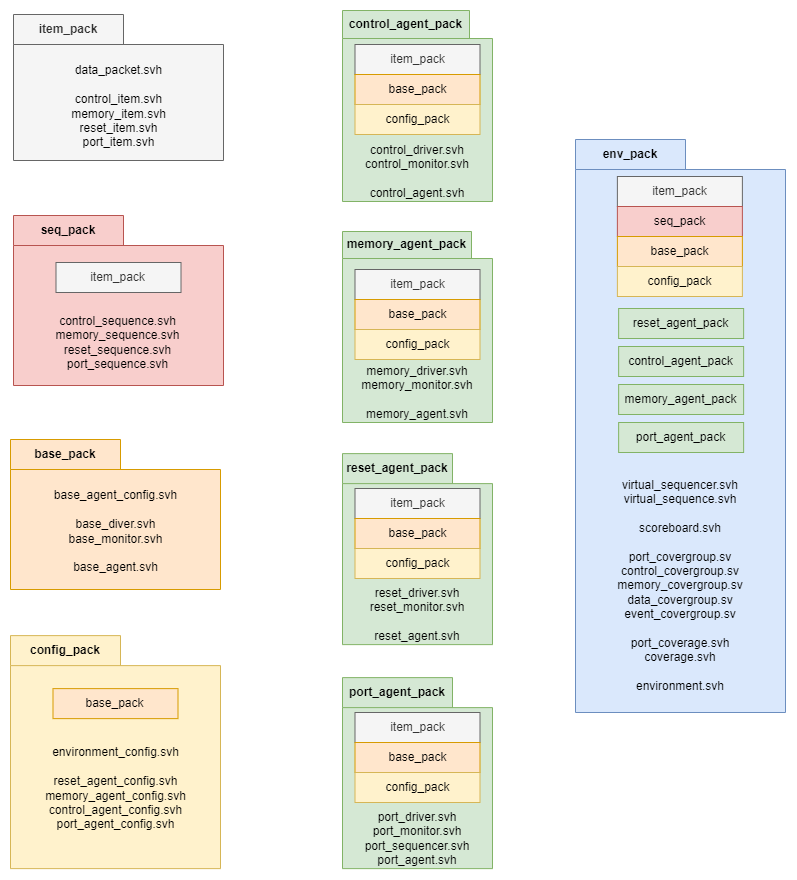 item_pack
data_packet.svh
control_item.svh
memory_item.svh
reset_item.svh
port_item.svh
seq_pack
item_pack
control_sequence.svh
memory_sequence.svh
reset_sequence.svh
port_sequence.svh
base_pack
base_agent_config.svh
base_diver.svh
base_monitor.svh
base_agent.svh
config_pack
base_pack
environment_config.svh
reset_agent_config.svh
memory_agent_config.svh
control_agent_config.svh
port_agent_config.svh
control_agent_pack
item_pack
base_pack
config_pack
control_driver.svh
control_monitor.svh
control_agent.svh
memory_agent_pack
item_pack
base_pack
config_pack
memory_driver.svh
memory_monitor.svh
memory_agent.svh
reset_agent_pack
item_pack
base_pack
config_pack
reset_driver.svh
reset_monitor.svh
reset_agent.svh
port_agent_pack
item_pack
base_pack
config_pack
port_driver.svh
port_monitor.svh
port_sequencer.svh
port_agent.svh
env_pack
item_pack
seq_pack
base_pack
config_pack
reset_agent_pack
control_agent_pack
memory_agent_pack
port_agent_pack
virtual_sequencer.svh
virtual_sequence.svh
scoreboard.svh
port_covergroup.sv
control_covergroup.sv
memory_covergroup.sv
data_covergroup.sv
event_covergroup.sv
port_coverage.svh
coverage.svh
environment.svh